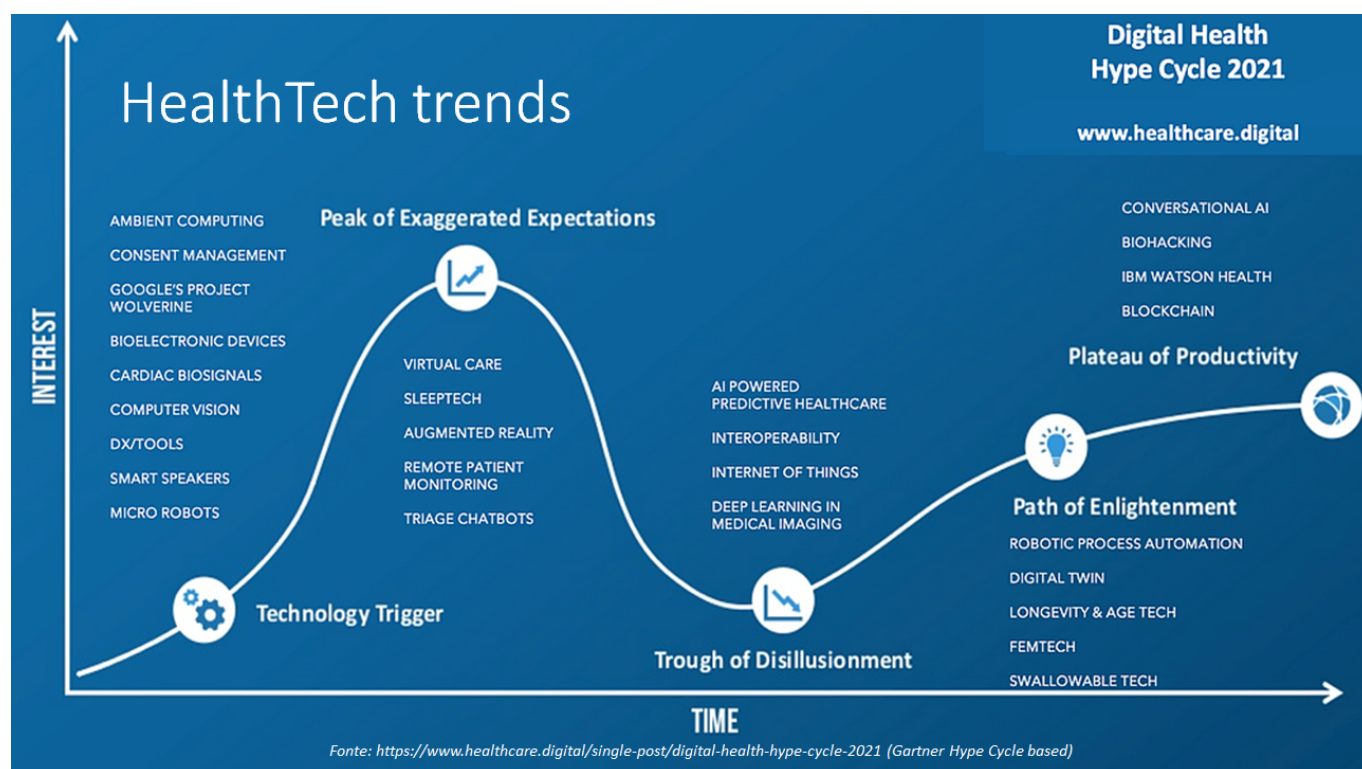 HealthTech trends
Digital Health
Hype Cycle 2021
www.healthcare.digital
INTEREST
AMBIENT COMPUTING
CONSENT MANAGEMENT
GOOGLE'S PROJECT
WOLVERINE
BIOELECTRONIC DEVICES
CARDIAC BIOSIGNALS
COMPUTER VISION
DX/TOOLS
SMART SPEAKERS
MICRO ROBOTS
Technology Trigger
Peak of Exaggerated Expectations
VIRTUAL CARE
SLEEPTECH
AUGMENTED REALITY
REMOTE PATIENT
MONITORING
TRIAGE CHATBOTS
AI POWERED
PREDICTIVE HEALTHCARE
INTEROPERABILITY
INTERNET OF THINGS
DEEP LEARNING IN
MEDICAL IMAGING
Trough of Disillusionment
CONVERSATIONAL AI
BIOHACKING
IBM WATSON HEALTH
BLOCKCHAIN
Plateau of Productivity
Path of Enlightenment
ROBOTIC PROCESS AUTOMATION
DIGITAL TWIN
LONGEVITY & AGE TECH
FEMTECH
SWALLOWABLE TECH
TIME
Fonte: https://www.healthcare.digital/single-post/digital-health-hype-cycle-2021 (Gartner Hype Cycle based)